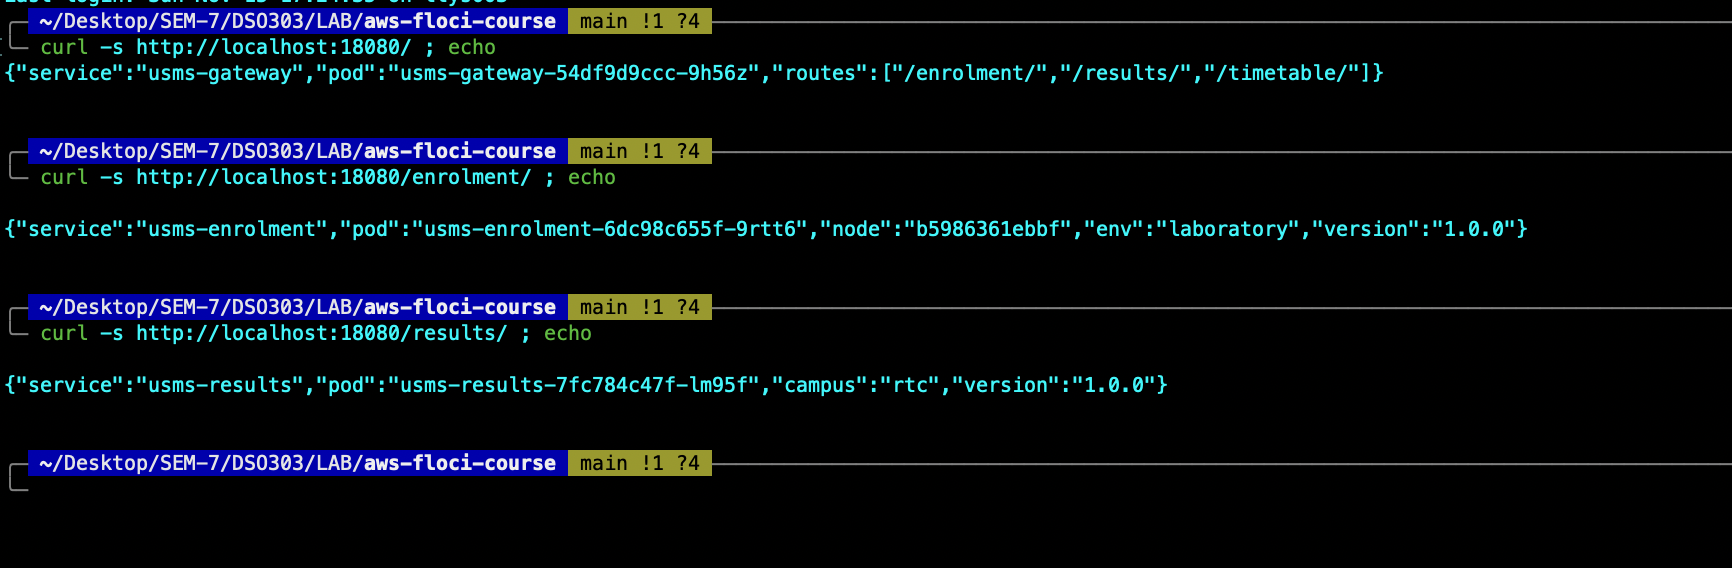 ~/Desktop/SEM-7/DSO303/LAB/aws-floci-course main !1 ?4
curl -s http://localhost:18080/ ; echo
{"service":"usms-gateway","pod":"usms-gateway-54df9d9ccc-9h56z","routes":["/enrolment/","/results/","/timetable/"]}
~/Desktop/SEM-7/DSO303/LAB/aws-floci-course main !1 ?4
curl -s http://localhost:18080/enrolment/ ; echo
{"service":"usms-enrolment","pod":"usms-enrolment-6dc98c655f-9rtt6","node":"b5986361ebbf","env":"laboratory","version":"1.0.0"}
~/Desktop/SEM-7/DSO303/LAB/aws-floci-course main !1 ?4
curl -s http://localhost:18080/results/ ; echo
{"service":"usms-results","pod":"usms-results-7fc784c47f-lm95f","campus":"rtc","version":"1.0.0"}
~/Desktop/SEM-7/DSO303/LAB/aws-floci-course main !1 ?4